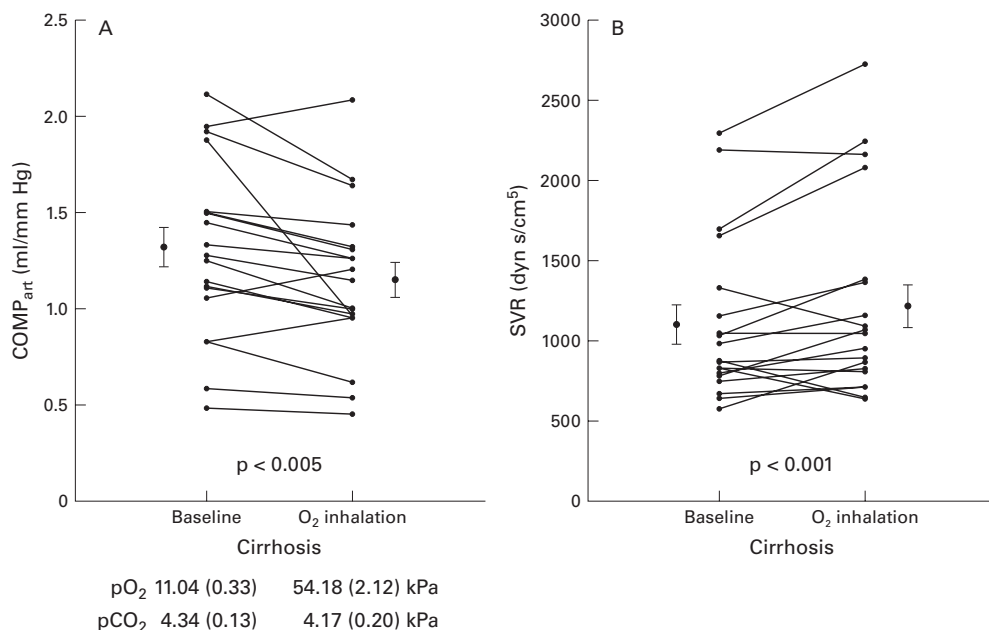 A
COMPart (ml/mm Hg)
2.5
2.0
1.5
1.0
0.5
0
p < 0.005
Baseline O2 inhalation
Cirrhosis
pO2 11.04 (0.33) 54.18 (2.12) kPa
pCO2 4.34 (0.13) 4.17 (0.20) kPa
B
SVR (dyn s/cm⁵)
3000
2500
2000
1500
1000
500
0
p < 0.001
Baseline O2 inhalation
Cirrhosis